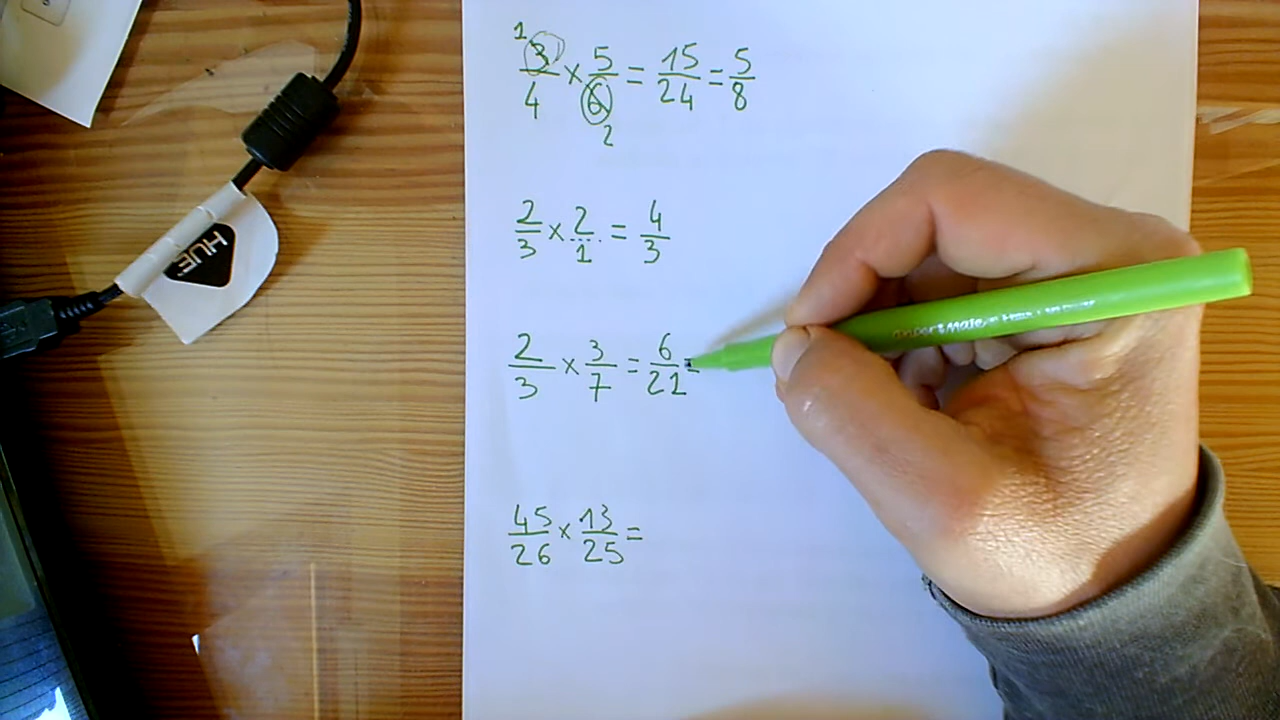 1
3/4 × 5/6 = 15/24 = 5/8
2
2/3 × 2/1 = 4/3
2/3 × 3/7 = 6/21 =
45/26 × 13/25 =
HUE